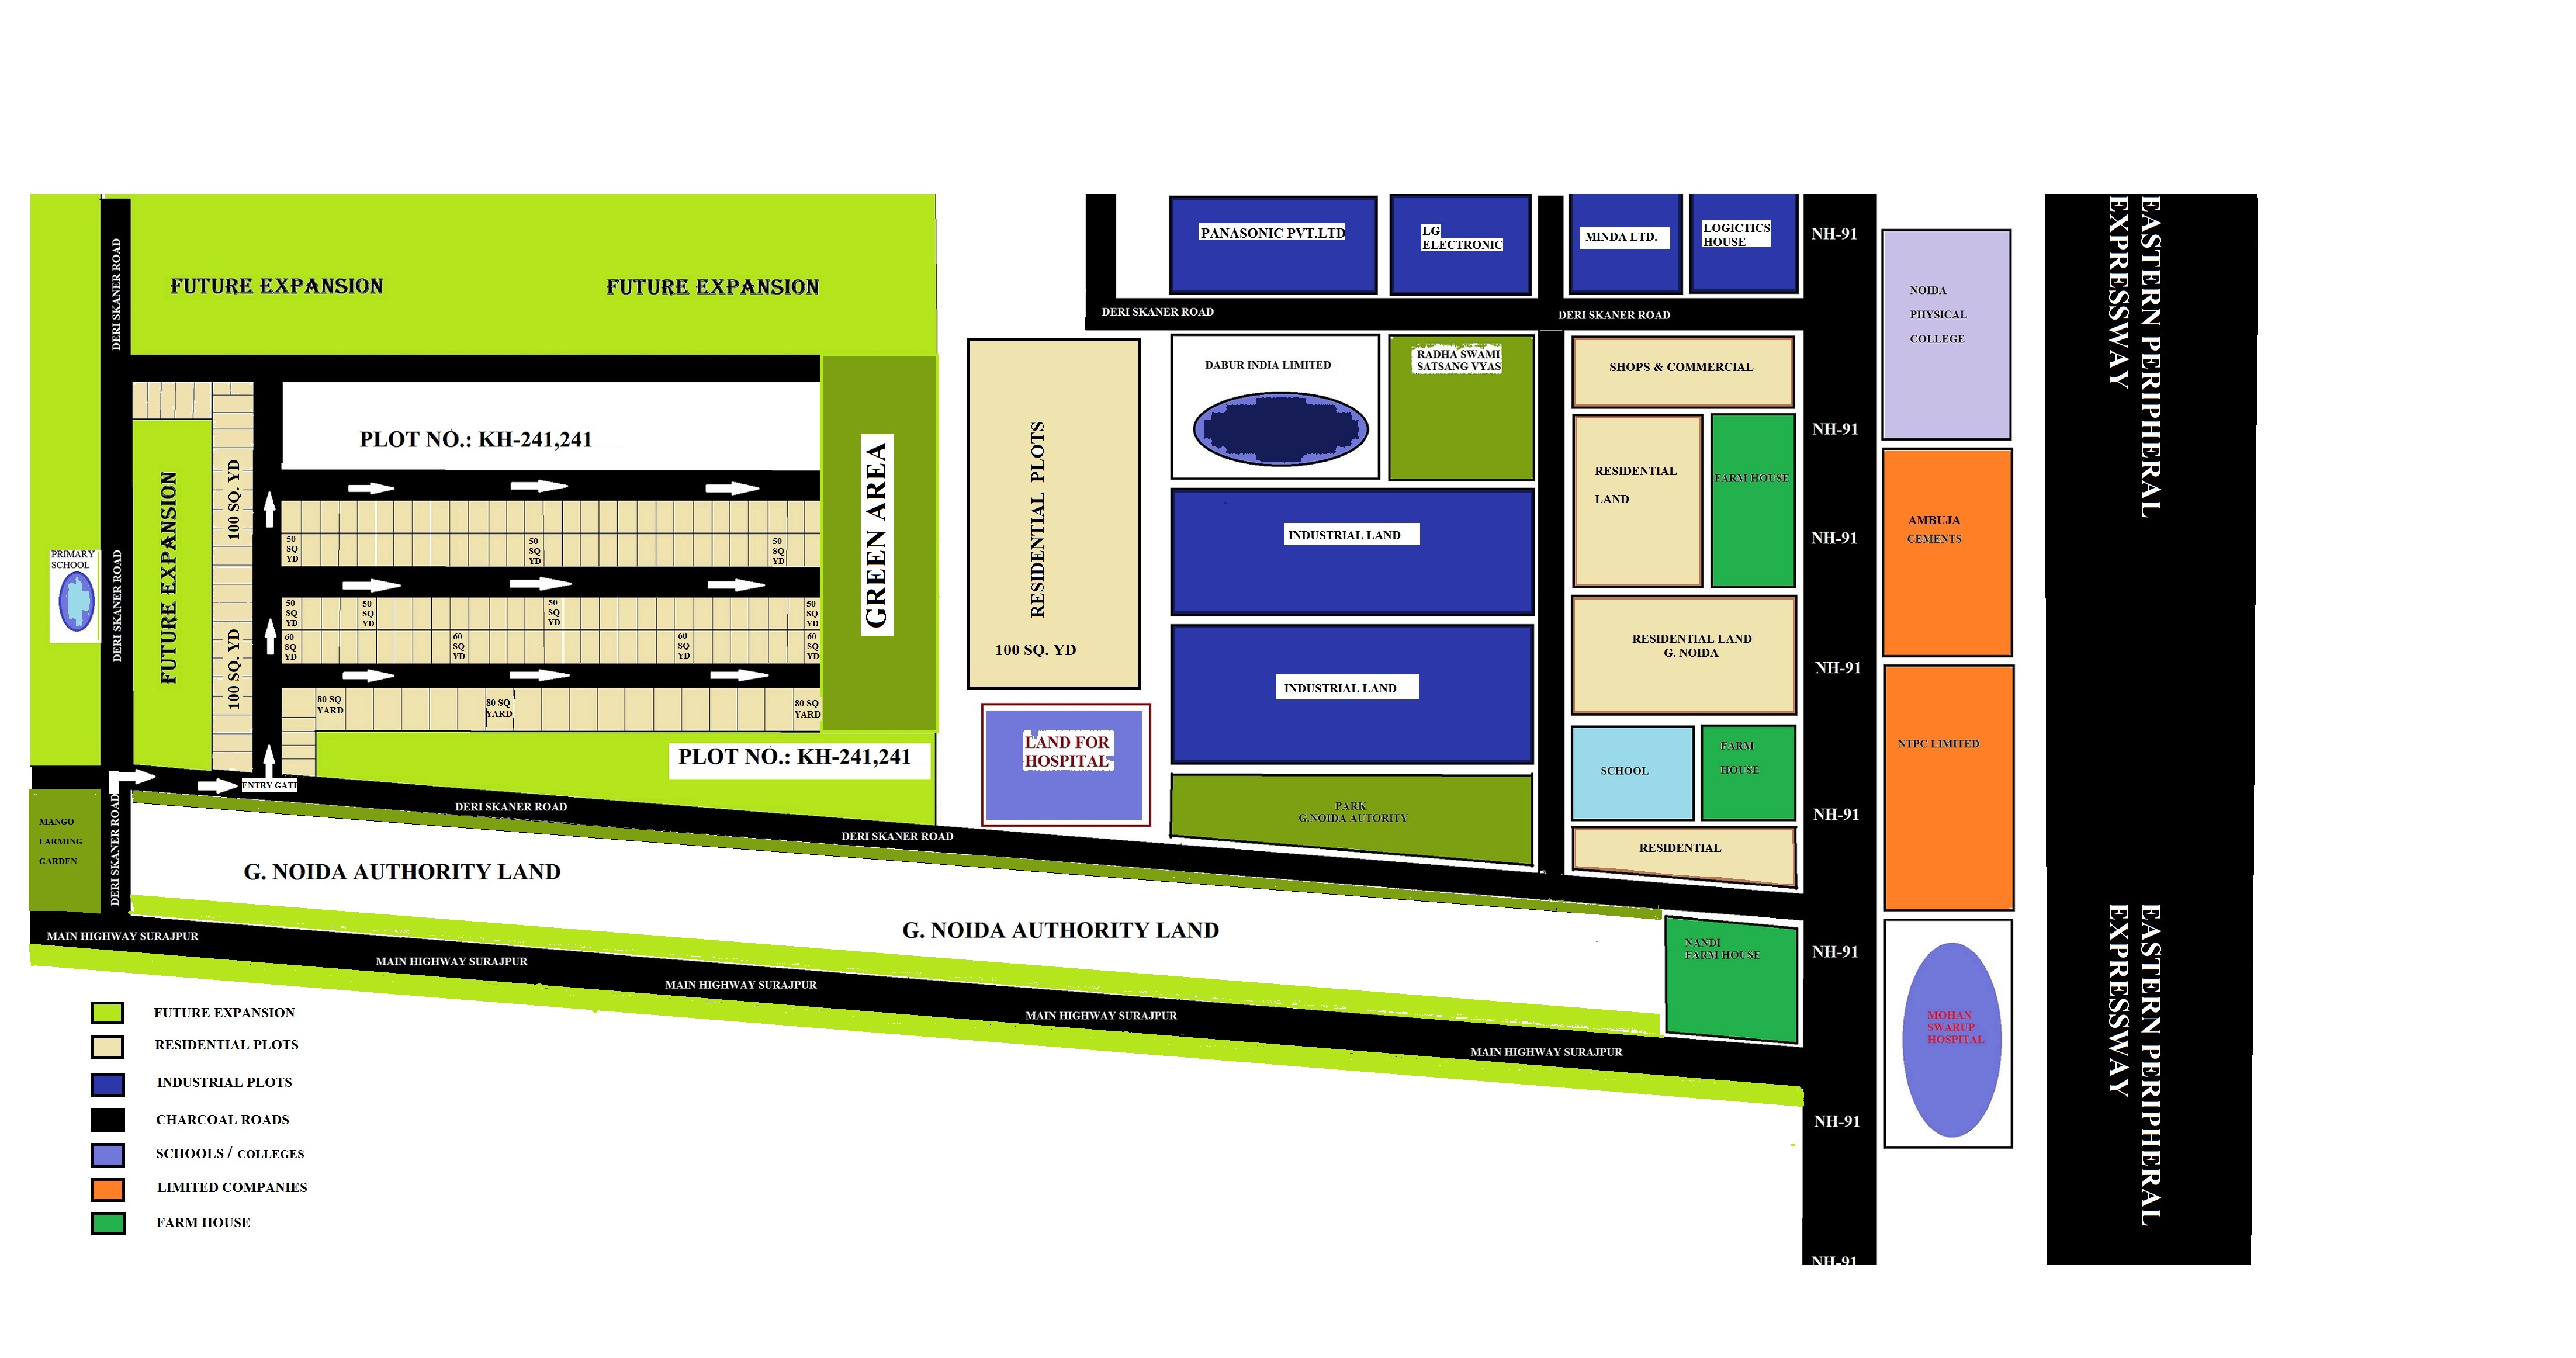 DERI SKANER ROAD
FUTURE EXPANSION
FUTURE EXPANSION
PLOT NO.: KH-241,241
GREEN AREA
PRIMARY
SCHOOL
DERI SKANER ROAD
FUTURE EXPANSION
100 SQ. YD
100 SQ. YD
50
SQ
YD
50
SQ
YD
50
SQ
YD
50
SQ
YD
50
SQ
YD
50
SQ
YD
50
SQ
YD
60
SQ
YD
60
SQ
YD
60
SQ
YD
60
SQ
YD
80 SQ
YARD
80 SQ
YARD
80 SQ
YARD
PLOT NO.: KH-241,241
ENTRY GATE
DERI SKANER ROAD
DERI SKANER ROAD
DERI SKANER ROAD
MANGO
FARMING
GARDEN
G. NOIDA AUTHORITY LAND
G. NOIDA AUTHORITY LAND
MAIN HIGHWAY SURAJPUR
MAIN HIGHWAY SURAJPUR
MAIN HIGHWAY SURAJPUR
MAIN HIGHWAY SURAJPUR
MAIN HIGHWAY SURAJPUR
RESIDENTIAL PLOTS
100 SQ. YD
LAND FOR
HOSPITAL
PANASONIC PVT.LTD
LG
ELECTRONIC
MINDA LTD.
LOGICTICS
HOUSE
DERI SKANER ROAD
DERI SKANER ROAD
DABUR INDIA LIMITED
RADHA SWAMI
SATSANG VYAS
SHOPS & COMMERCIAL
RESIDENTIAL
LAND
FARM HOUSE
INDUSTRIAL LAND
INDUSTRIAL LAND
RESIDENTIAL LAND
G. NOIDA
SCHOOL
FARM
HOUSE
PARK
G.NOIDA AUTORITY
RESIDENTIAL
NANDI
FARM HOUSE
NH-91
NH-91
NH-91
NH-91
NH-91
NH-91
NH-91
NH-91
NOIDA
PHYSICAL
COLLEGE
AMBUJA
CEMENTS
NTPC LIMITED
MOHAN
SWARUP
HOSPITAL
EASTERN PERIPHERAL
EXPRESSWAY
EASTERN PERIPHERAL
EXPRESSWAY
FUTURE EXPANSION
RESIDENTIAL PLOTS
INDUSTRIAL PLOTS
CHARCOAL ROADS
SCHOOLS / COLLEGES
LIMITED COMPANIES
FARM HOUSE